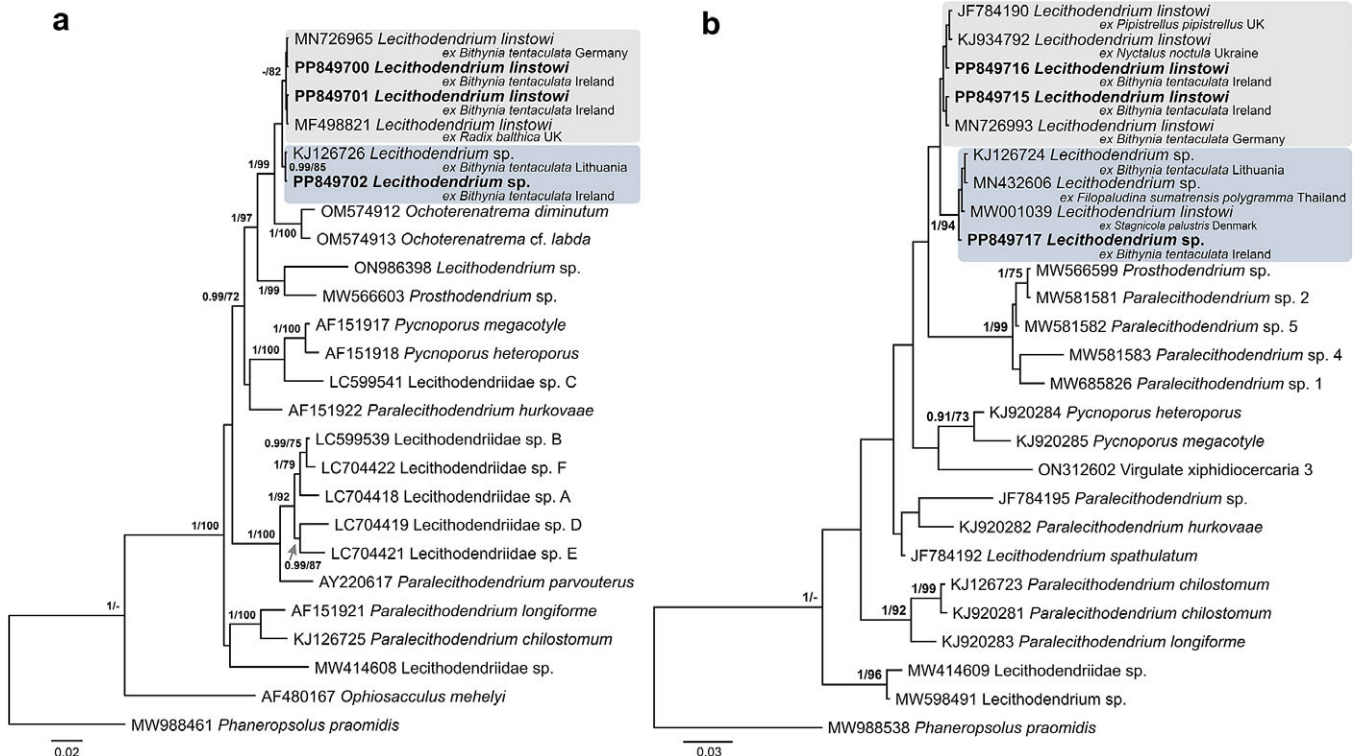 a
MN726965 Lecithodendrium linstowi
ex Bithynia tentaculata Germany
-/82
PP849700 Lecithodendrium linstowi
ex Bithynia tentaculata Ireland
PP849701 Lecithodendrium linstowi
ex Bithynia tentaculata Ireland
MF498821 Lecithodendrium linstowi
ex Radix balthica UK
1/99
KJ126726 Lecithodendrium sp.
0.99/85
ex Bithynia tentaculata Lithuania
PP849702 Lecithodendrium sp.
ex Bithynia tentaculata Ireland
1/97
OM574912 Ochoterenatrema diminutum
1/100
OM574913 Ochoterenatrema cf. labda
ON986398 Lecithodendrium sp.
1/99
0.99/72
MW566603 Prosthodendrium sp.
1/100
AF151917 Pycnoporus megacotyle
1/100
AF151918 Pycnoporus heteroporus
LC599541 Lecithodendriidae sp. C
AF151922 Paralecithodendrium hurkovaae
0.99/75
LC599539 Lecithodendriidae sp. B
1/79
LC704422 Lecithodendriidae sp. F
1/92
LC704418 Lecithodendriidae sp. A
1/100
LC704419 Lecithodendriidae sp. D
1/100
LC704421 Lecithodendriidae sp. E
0.99/87
AY220617 Paralecithodendrium parvouterus
1/-
AF151921 Paralecithodendrium longiforme
1/100
KJ126725 Paralecithodendrium chilostomum
MW414608 Lecithodendriidae sp.
AF480167 Ophiosacculus mehelyi
MW988461 Phaneropsolus praomidis
0.02
b
JF784190 Lecithodendrium linstowi
ex Pipistrellus pipistrellus UK
KJ934792 Lecithodendrium linstowi
ex Nyctalus noctula Ukraine
PP849716 Lecithodendrium linstowi
ex Bithynia tentaculata Ireland
PP849715 Lecithodendrium linstowi
ex Bithynia tentaculata Ireland
MN726993 Lecithodendrium linstowi
ex Bithynia tentaculata Germany
KJ126724 Lecithodendrium sp.
ex Bithynia tentaculata Lithuania
MN432606 Lecithodendrium sp.
ex Filopaludina sumatrensis polygramma Thailand
MW001039 Lecithodendrium linstowi
ex Stagnicola palustris Denmark
1/94
PP849717 Lecithodendrium sp.
ex Bithynia tentaculata Ireland
1/75
MW566599 Prosthodendrium sp.
MW581581 Paralecithodendrium sp. 2
1/99
MW581582 Paralecithodendrium sp. 5
MW581583 Paralecithodendrium sp. 4
MW685826 Paralecithodendrium sp. 1
0.91/73
KJ920284 Pycnoporus heteroporus
KJ920285 Pycnoporus megacotyle
ON312602 Virgulate xiphidiocercaria 3
JF784195 Paralecithodendrium sp.
KJ920282 Paralecithodendrium hurkovaae
JF784192 Lecithodendrium spathulatum
1/99
KJ126723 Paralecithodendrium chilostomum
1/-
1/92
KJ920281 Paralecithodendrium chilostomum
KJ920283 Paralecithodendrium longiforme
1/96
MW414609 Lecithodendriidae sp.
MW598491 Lecithodendrium sp.
MW988538 Phaneropsolus praomidis
0.03